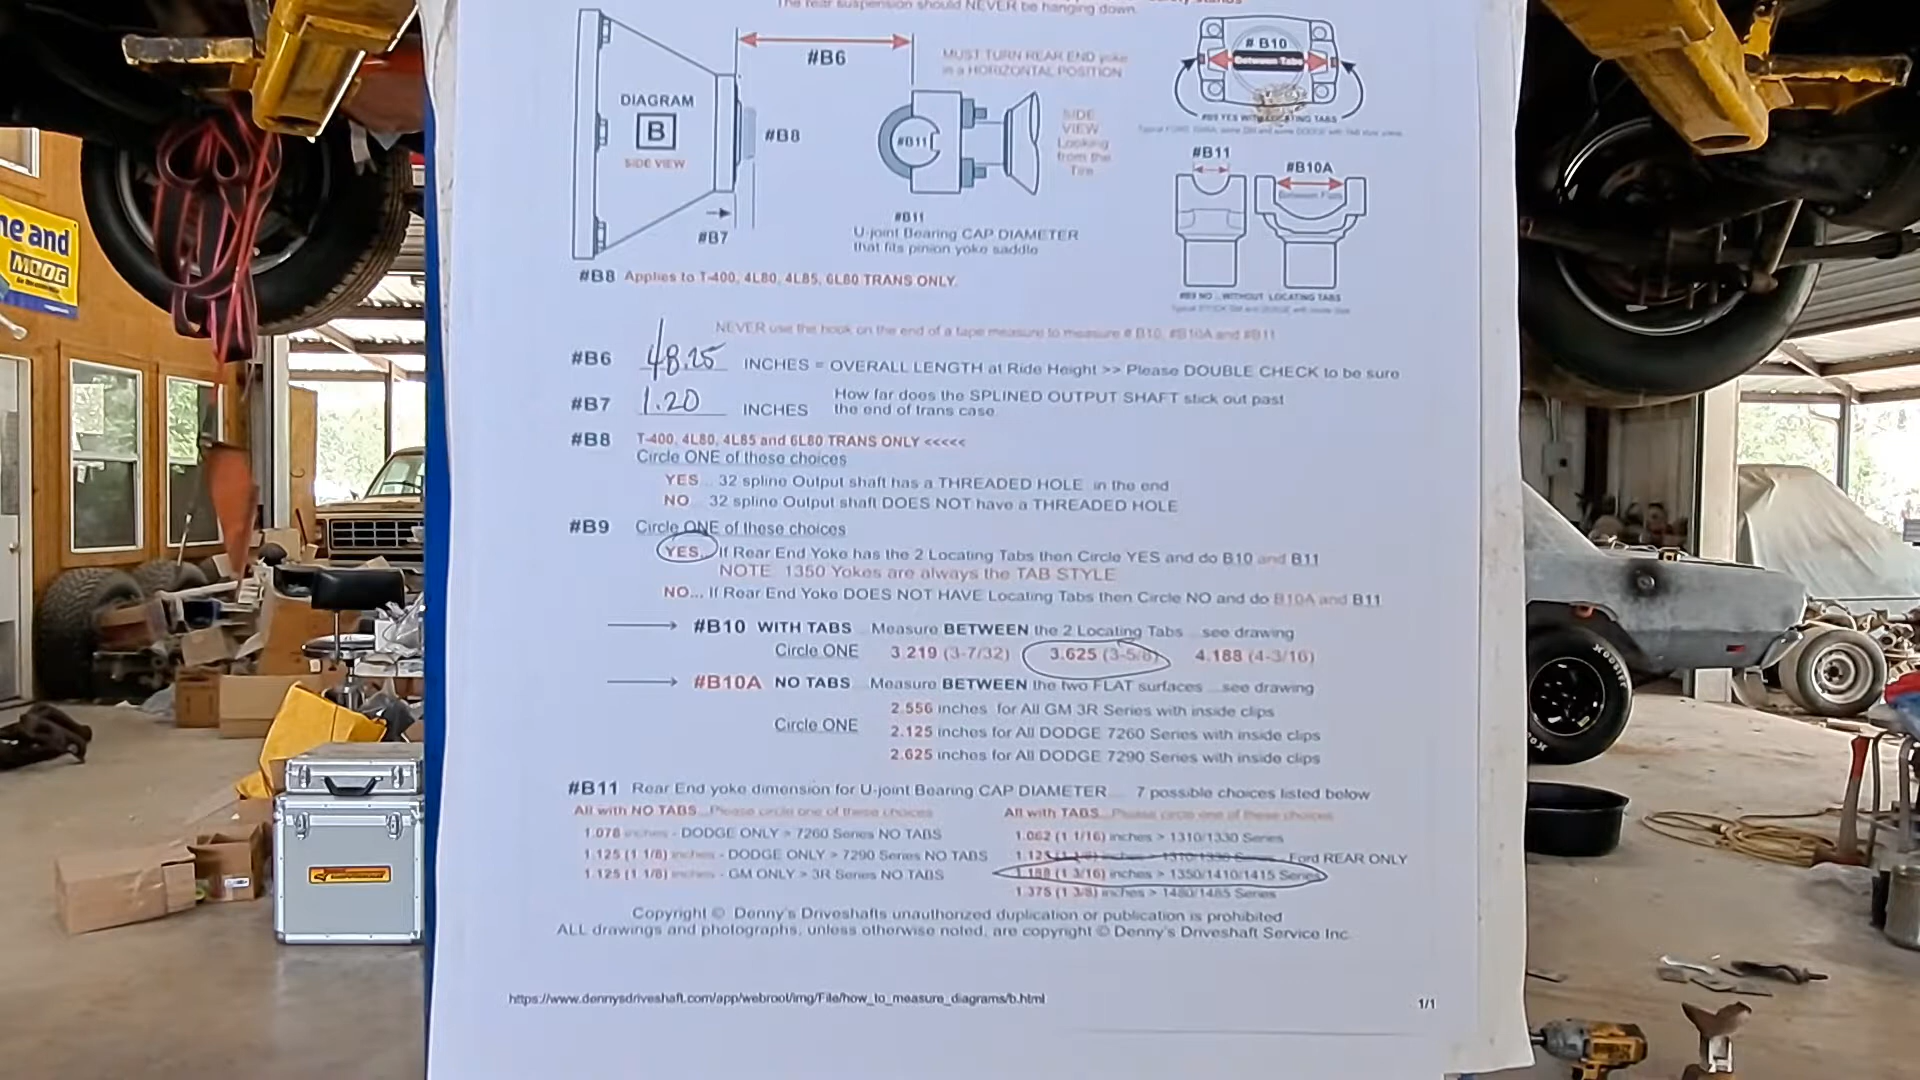 The rear suspension should NEVER be hanging down.
#B6
MUST TURN REAR END yoke
in a HORIZONTAL POSITION
# B10
Between Tabs
DIAGRAM
B
SIDE VIEW
#B8
#B11
SIDE
VIEW
Looking
from the
Tire
#B9 YES WITH LOCATING TABS
#B11
#B10A
Between Flats
#B7
#B11
U-joint Bearing CAP DIAMETER
that fits pinion yoke saddle
#B9 NO... WITHOUT LOCATING TABS
#B8 Applies to T-400, 4L80, 4L85, 6L80 TRANS ONLY.
NEVER use the hook on the end of a tape measure to measure # B10, #B10A and #B11
#B6 48.25 INCHES = OVERALL LENGTH at Ride Height >> Please DOUBLE CHECK to be sure
#B7 1.20 INCHES How far does the SPLINED OUTPUT SHAFT stick out past
the end of trans case
#B8 T-400, 4L80, 4L85 and 6L80 TRANS ONLY <<<<<
Circle ONE of these choices
YES... 32 spline Output shaft has a THREADED HOLE in the end
NO... 32 spline Output shaft DOES NOT have a THREADED HOLE
#B9 Circle ONE of these choices
YES... If Rear End Yoke has the 2 Locating Tabs then Circle YES and do B10 and B11
NOTE 1350 Yokes are always the TAB STYLE
NO... If Rear End Yoke DOES NOT HAVE Locating Tabs then Circle NO and do B10A and B11
#B10 WITH TABS...Measure BETWEEN the 2 Locating Tabs...see drawing
Circle ONE 3.219 (3-7/32) 3.625 (3-5/8) 4.188 (4-3/16)
#B10A NO TABS...Measure BETWEEN the two FLAT surfaces...see drawing
2.556 inches for All GM 3R Series with inside clips
Circle ONE 2.125 inches for All DODGE 7260 Series with inside clips
2.625 inches for All DODGE 7290 Series with inside clips
#B11 Rear End yoke dimension for U-joint Bearing CAP DIAMETER... 7 possible choices listed below
All with NO TABS...Please circle one of these choices
All with TABS...Please circle one of these choices
1.078 inches - DODGE ONLY > 7260 Series NO TABS
1.062 (1 1/16) inches > 1310/1330 Series
1.125 (1 1/8) inches - DODGE ONLY > 7290 Series NO TABS
1.125 (1 1/8) inches > 1310/1330 Series - Ford REAR ONLY
1.125 (1 1/8) inches - GM ONLY > 3R Series NO TABS
1.188 (1 3/16) inches > 1350/1410/1415 Series
1.375 (1 3/8) inches > 1480/1485 Series
Copyright © Denny's Driveshafts unauthorized duplication or publication is prohibited
ALL drawings and photographs, unless otherwise noted, are copyright © Denny's Driveshaft Service Inc
https://www.dennysdriveshaft.com/app/webroot/img/File/how_to_measure_diagrams/b.html
1/1
ne and
MOOG
HOOSIER